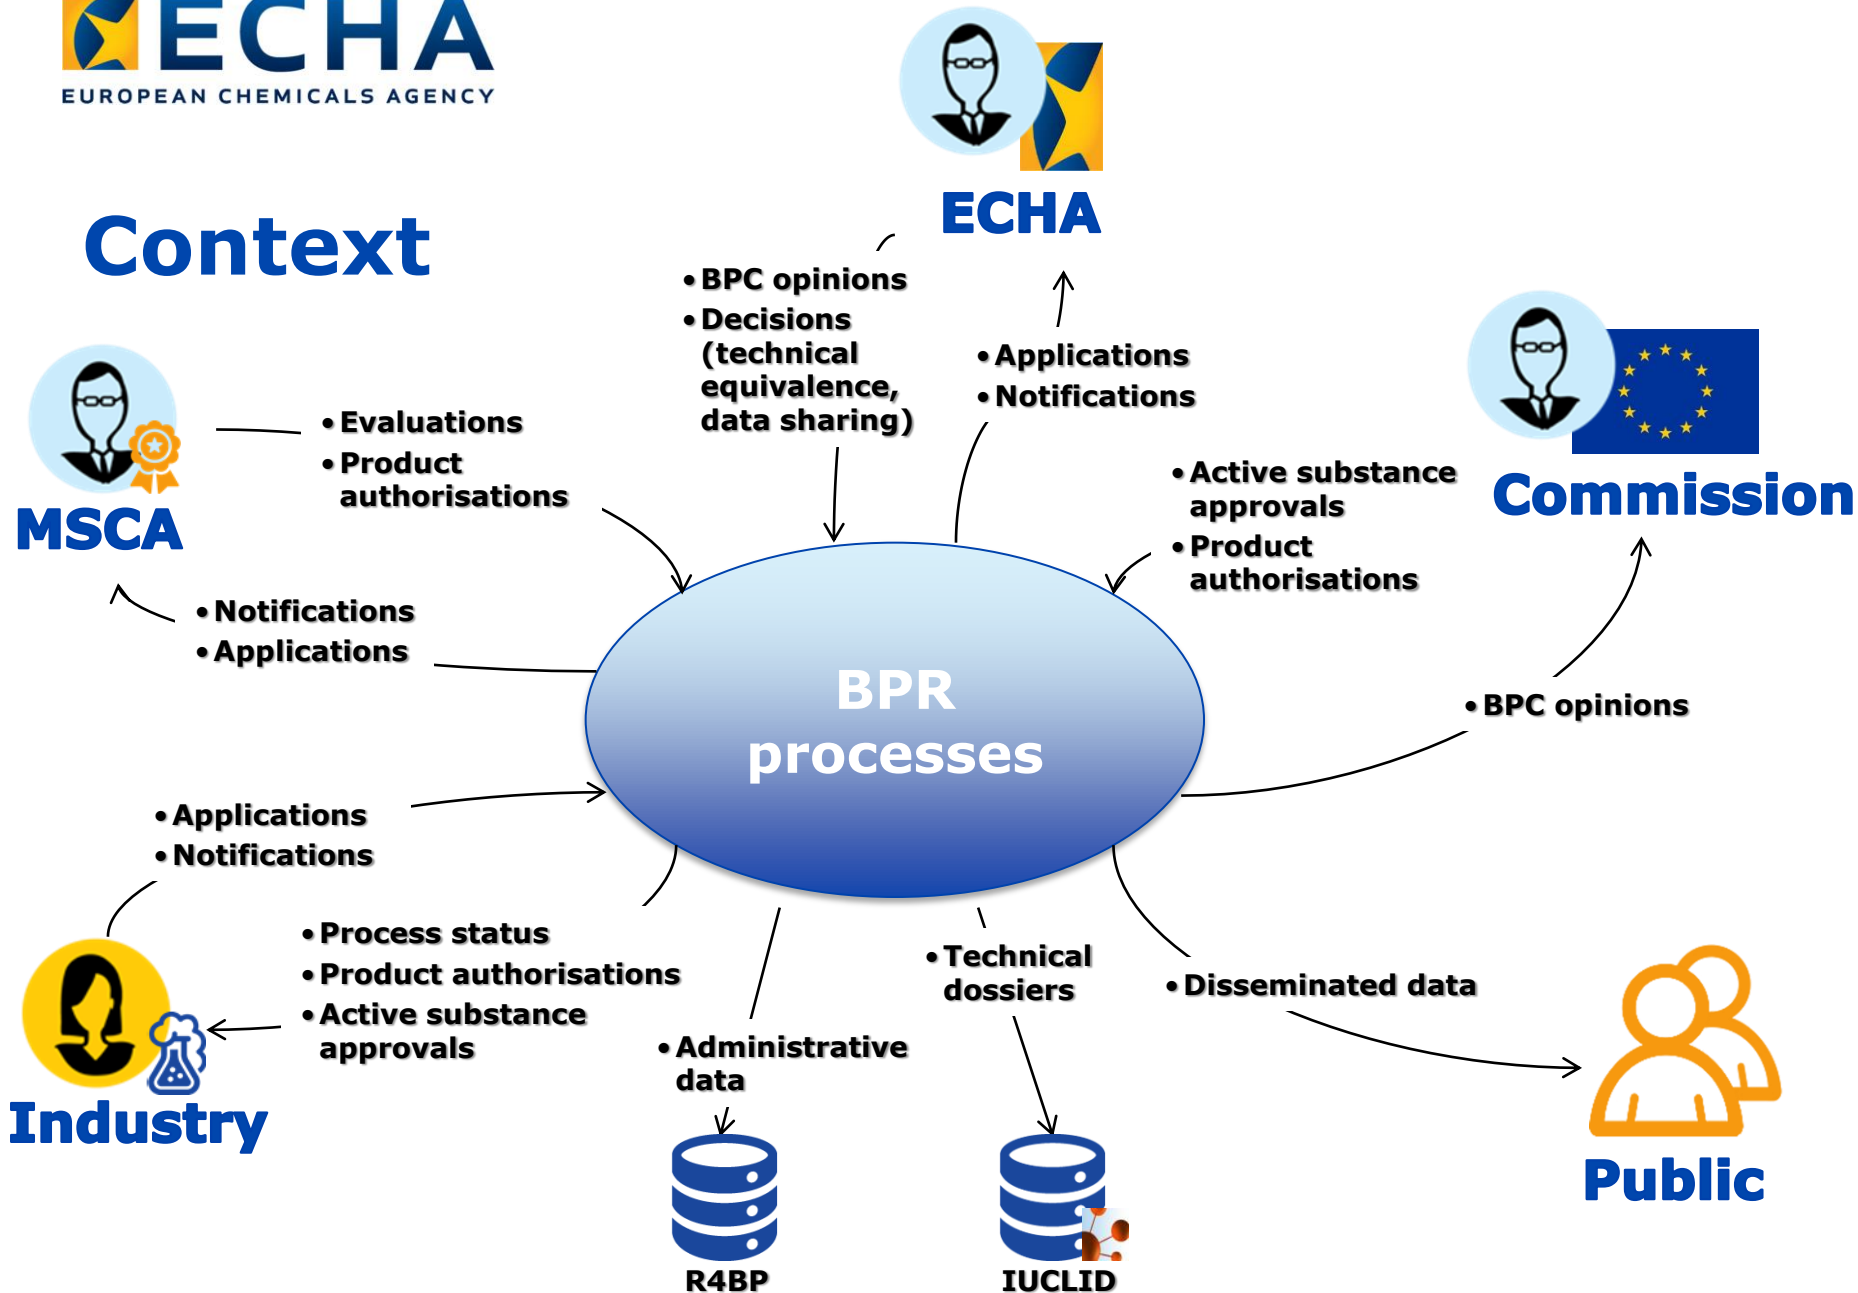 ECHA
EUROPEAN CHEMICALS AGENCY
Context
ECHA
• BPC opinions
• Decisions
(technical
equivalence,
data sharing)
• Applications
• Notifications
MSCA
• Evaluations
• Product
authorisations
• Notifications
• Applications
Commission
• Active substance
approvals
• Product
authorisations
• BPC opinions
BPR
processes
Industry
• Applications
• Notifications
• Process status
• Product authorisations
• Active substance
approvals
• Administrative
data
R4BP
• Technical
dossiers
IUCLID
• Disseminated data
Public